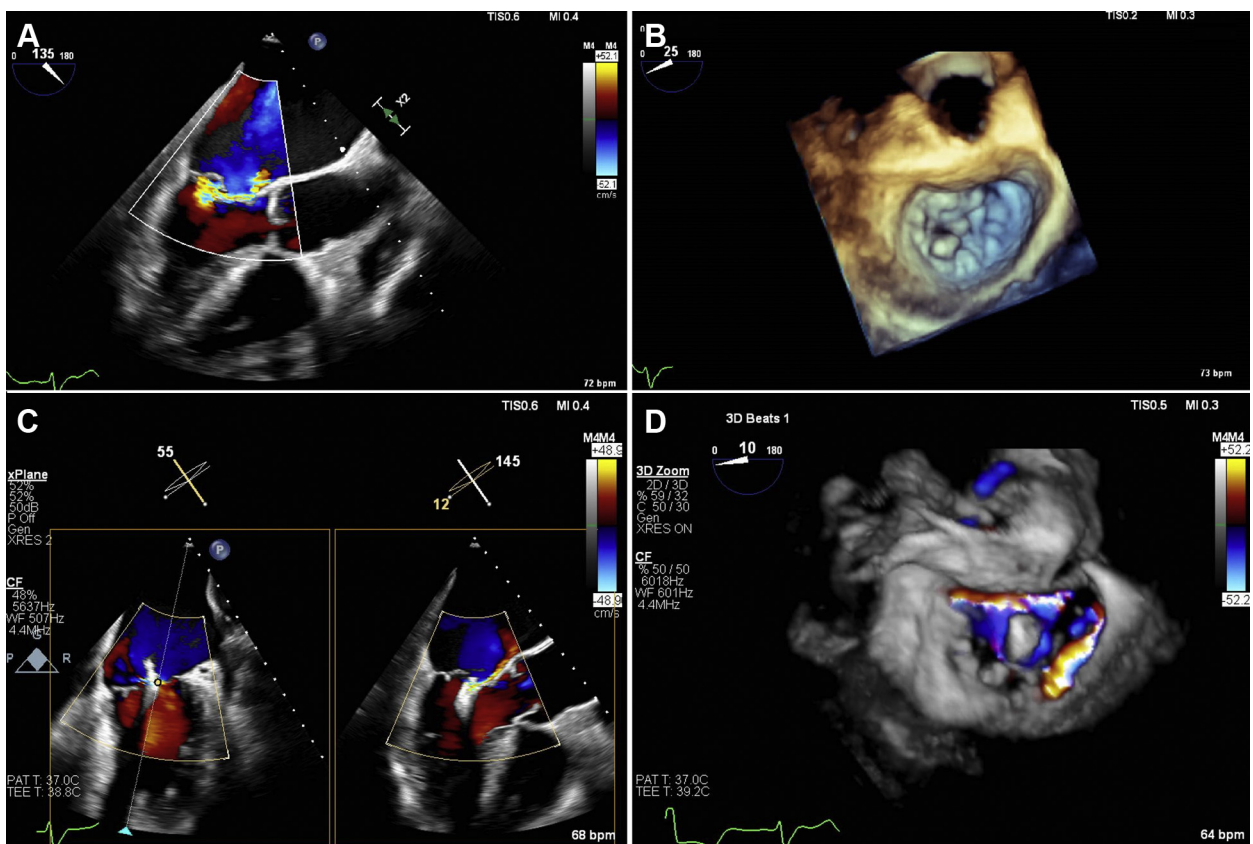 A
TIS0.6 MI 0.4
P
0 135 180
M4 M4
+52.1
-52.1
cm/s
X2
72 bpm
B
TIS0.2 MI 0.3
0 25 180
73 bpm
C
TIS0.6 MI 0.4
55
145
12
xPlane
52%
52%
50dB
P Off
Gen
XRES 2
CF
48%
5637Hz
WF 507Hz
4.4MHz
G
P R
P
M4M4
+48.9
-48.9
cm/s
PAT T: 37.0C
TEE T: 38.8C
68 bpm
D
TIS0.5 MI 0.3
3D Beats 1
0 10 180
M4M4
+52.2
-52.2
3D Zoom
2D / 3D
% 59 / 32
C 50 / 30
Gen
XRES ON
CF
% 50 / 50
6018Hz
WF 601Hz
4.4MHz
PAT T: 37.0C
TEE T: 39.2C
64 bpm